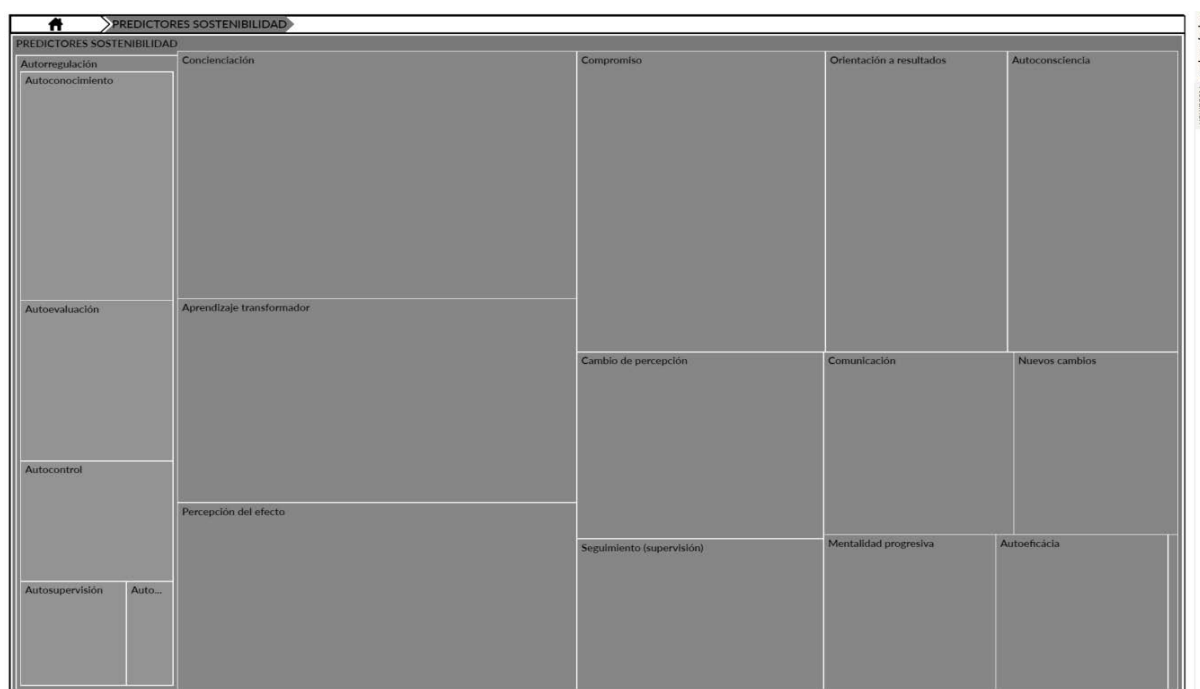 PREDICTORES SOSTENIBILIDAD
PREDICTORES SOSTENIBILIDAD
Autorregulación
Autoconocimiento
Autoevaluación
Autocontrol
Autosupervisión
Auto...
Concienciación
Aprendizaje transformador
Percepción del efecto
Compromiso
Orientación a resultados
Autoconsciencia
Cambio de percepción
Comunicación
Nuevos cambios
Seguimiento (supervisión)
Mentalidad progresiva
Autoeficácia